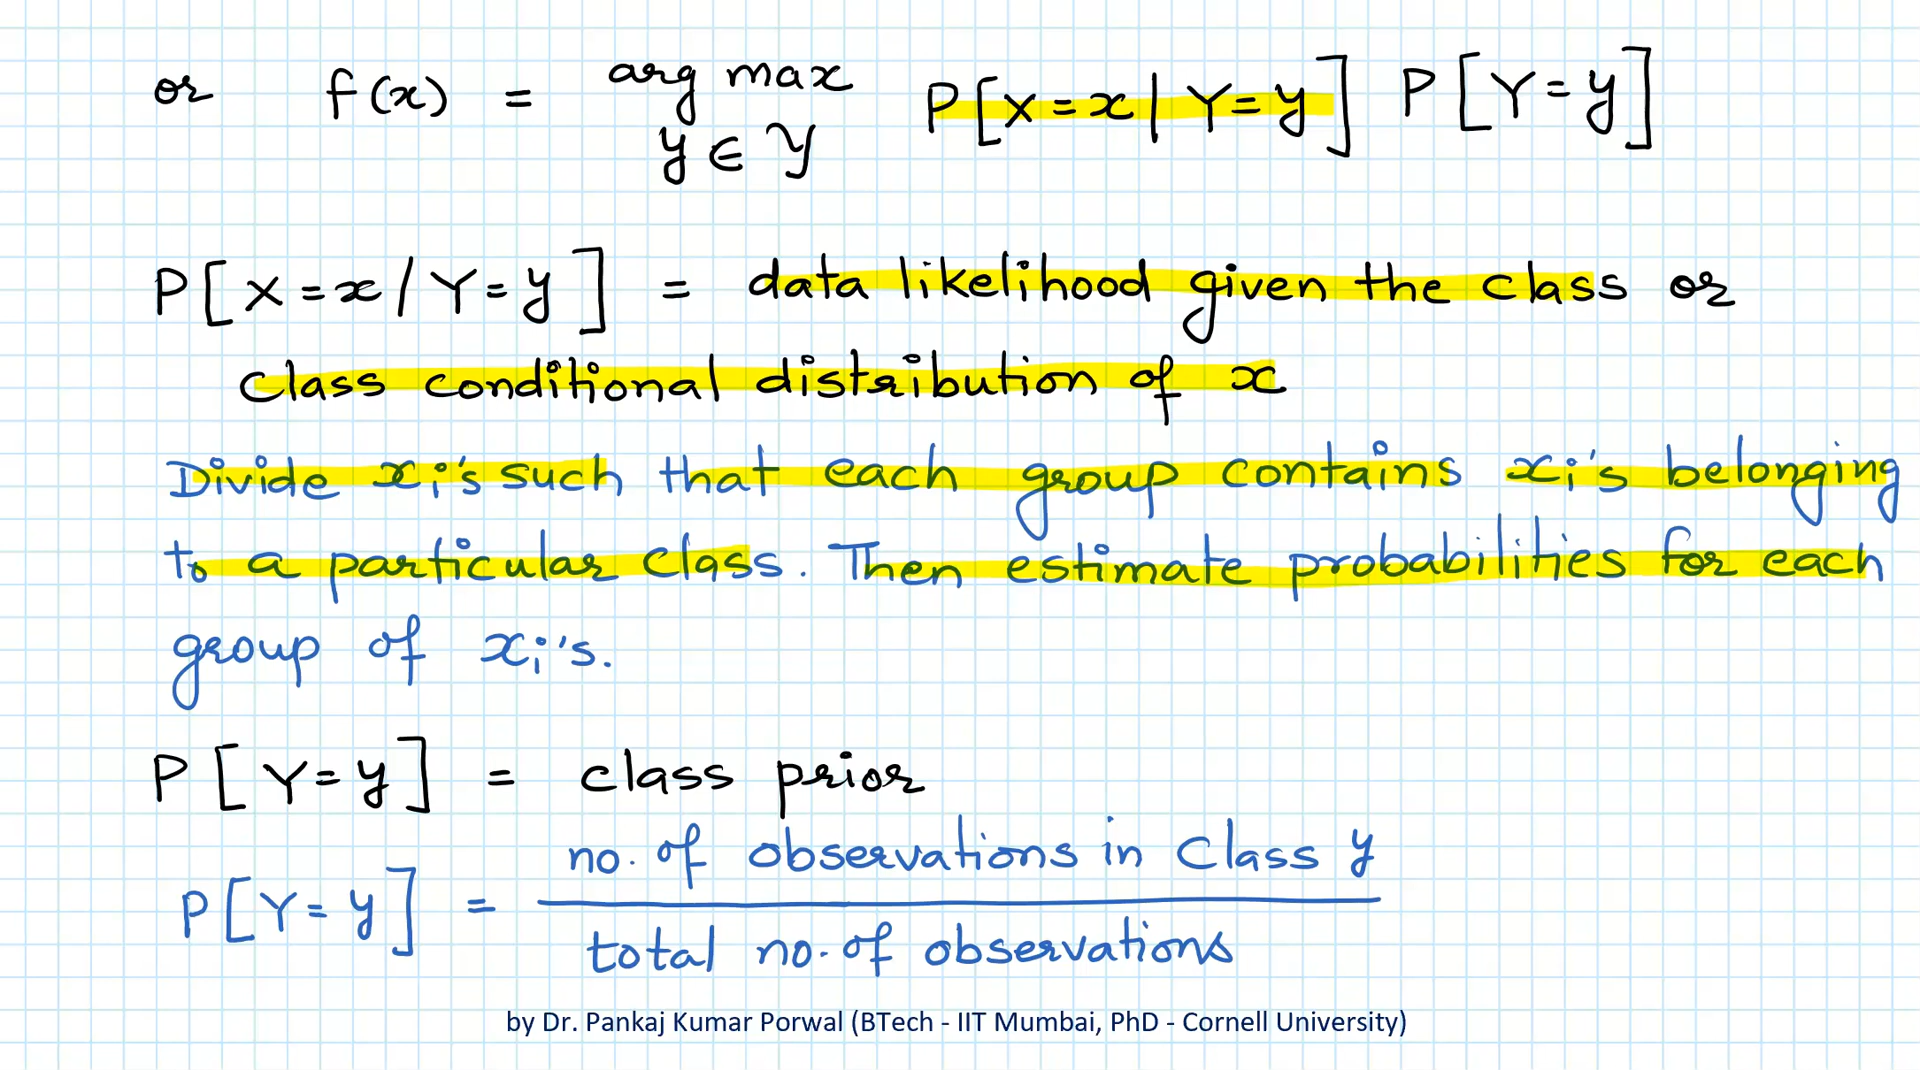 or f(x) = arg max P[X=x | Y=y] P[Y=y]
y ∈ 𝒴
P[X=x / Y=y] = data likelihood given the class or
class conditional distribution of x
Divide xᵢ's such that each group contains xᵢ's belonging
to a particular class. Then estimate probabilities for each
group of xᵢ's.
P[Y=y] = class prior
no. of observations in Class y
P[Y=y] =
total no. of observations
by Dr. Pankaj Kumar Porwal (BTech - IIT Mumbai, PhD - Cornell University)